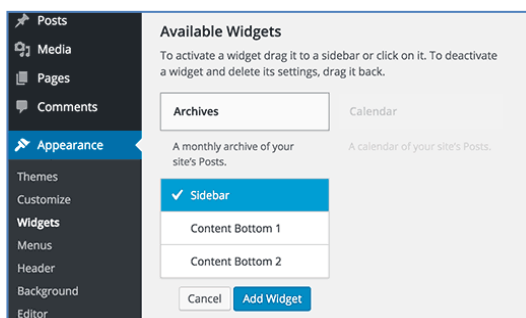 Posts
Media
Pages
Comments
Appearance
Themes
Customize
Widgets
Menus
Header
Background
Editor
Available Widgets
To activate a widget drag it to a sidebar or click on it. To deactivate
a widget and delete its settings, drag it back.
Archives
Calendar
A monthly archive of your
site's Posts.
A calendar of your site's Posts.
Sidebar
Content Bottom 1
Content Bottom 2
Cancel
Add Widget